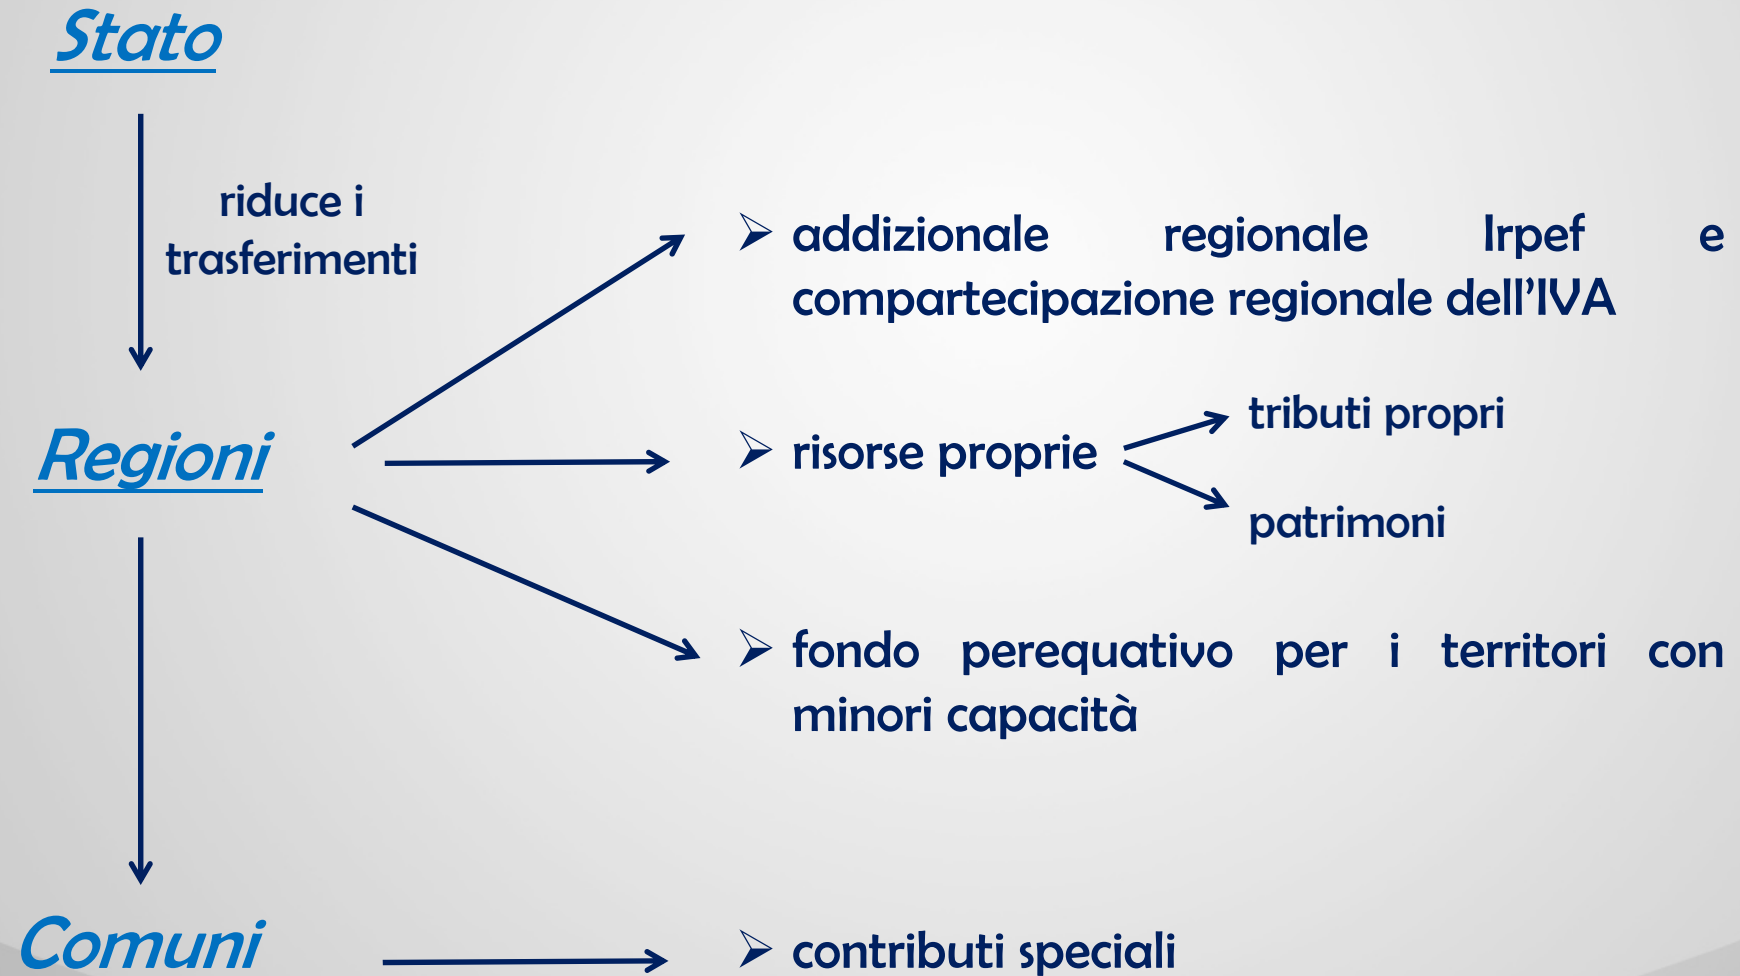 Stato
riduce i
trasferimenti
addizionale regionale Irpef e
compartecipazione regionale dell'IVA
Regioni
risorse proprie
tributi propri
patrimoni
fondo perequativo per i territori con
minori capacità
Comuni
contributi speciali